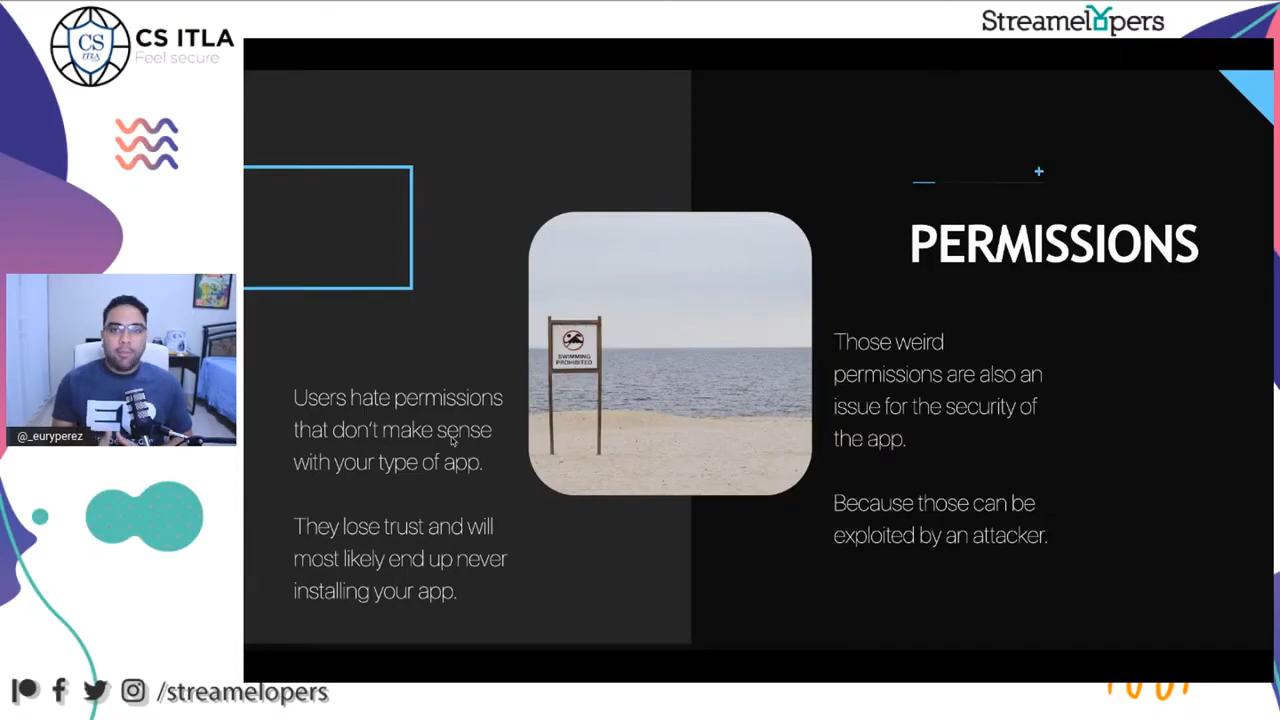 CS ITLA
Feel secure
CS
ITLA
Streamelopers
PERMISSIONS
SWIMMING
PROHIBITED
Users hate permissions
that don't make sense
with your type of app.
They lose trust and will
most likely end up never
installing your app.
Those weird
permissions are also an
issue for the security of
the app.
Because those can be
exploited by an attacker.
@_euryperez
/streamelopers